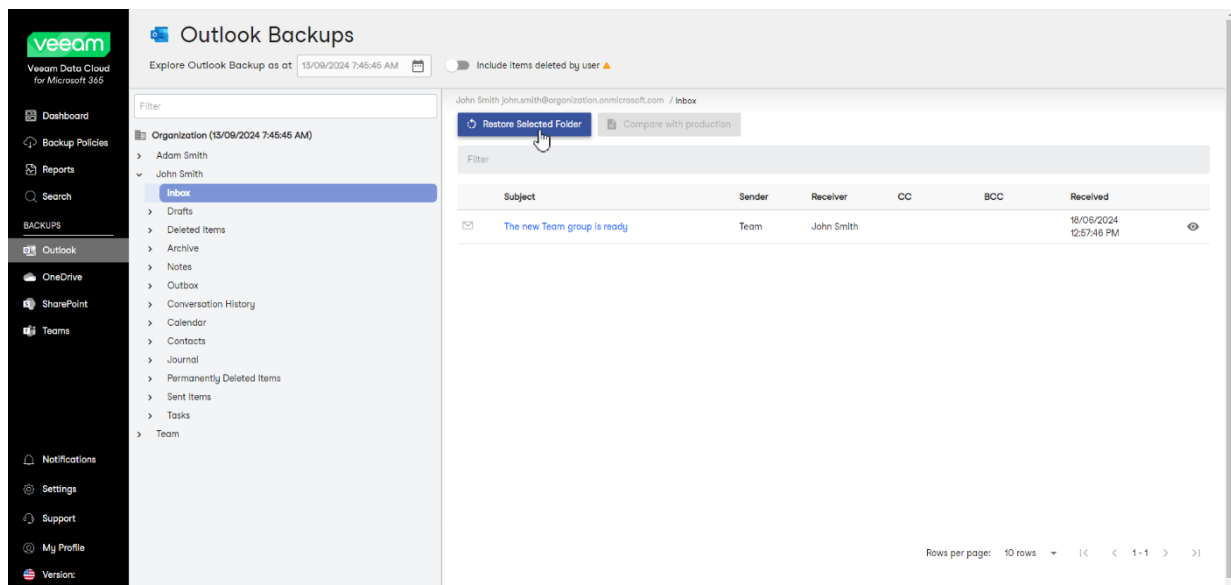 veeam
Veeam Data Cloud
for Microsoft 365
Dashboard
Backup Policies
Reports
Search
BACKUPS
Outlook
OneDrive
SharePoint
Teams
Notifications
Settings
Support
My Profile
Version:
Outlook Backups
Explore Outlook Backup as at 13/09/2024 7:45:45 AM Include items deleted by user
Filter
Organization (13/09/2024 7:45:45 AM)
Adam Smith
John Smith
Inbox
Drafts
Deleted Items
Archive
Notes
Outbox
Conversation History
Calendar
Contacts
Journal
Permanently Deleted Items
Sent Items
Tasks
Team
John Smith john.smith@organization.onmicrosoft.com / Inbox
Restore Selected Folder Compare with production
Filter
Subject Sender Receiver CC BCC Received
The new Team group is ready Team John Smith 18/06/2024
12:57:46 PM
Rows per page: 10 rows 1-1